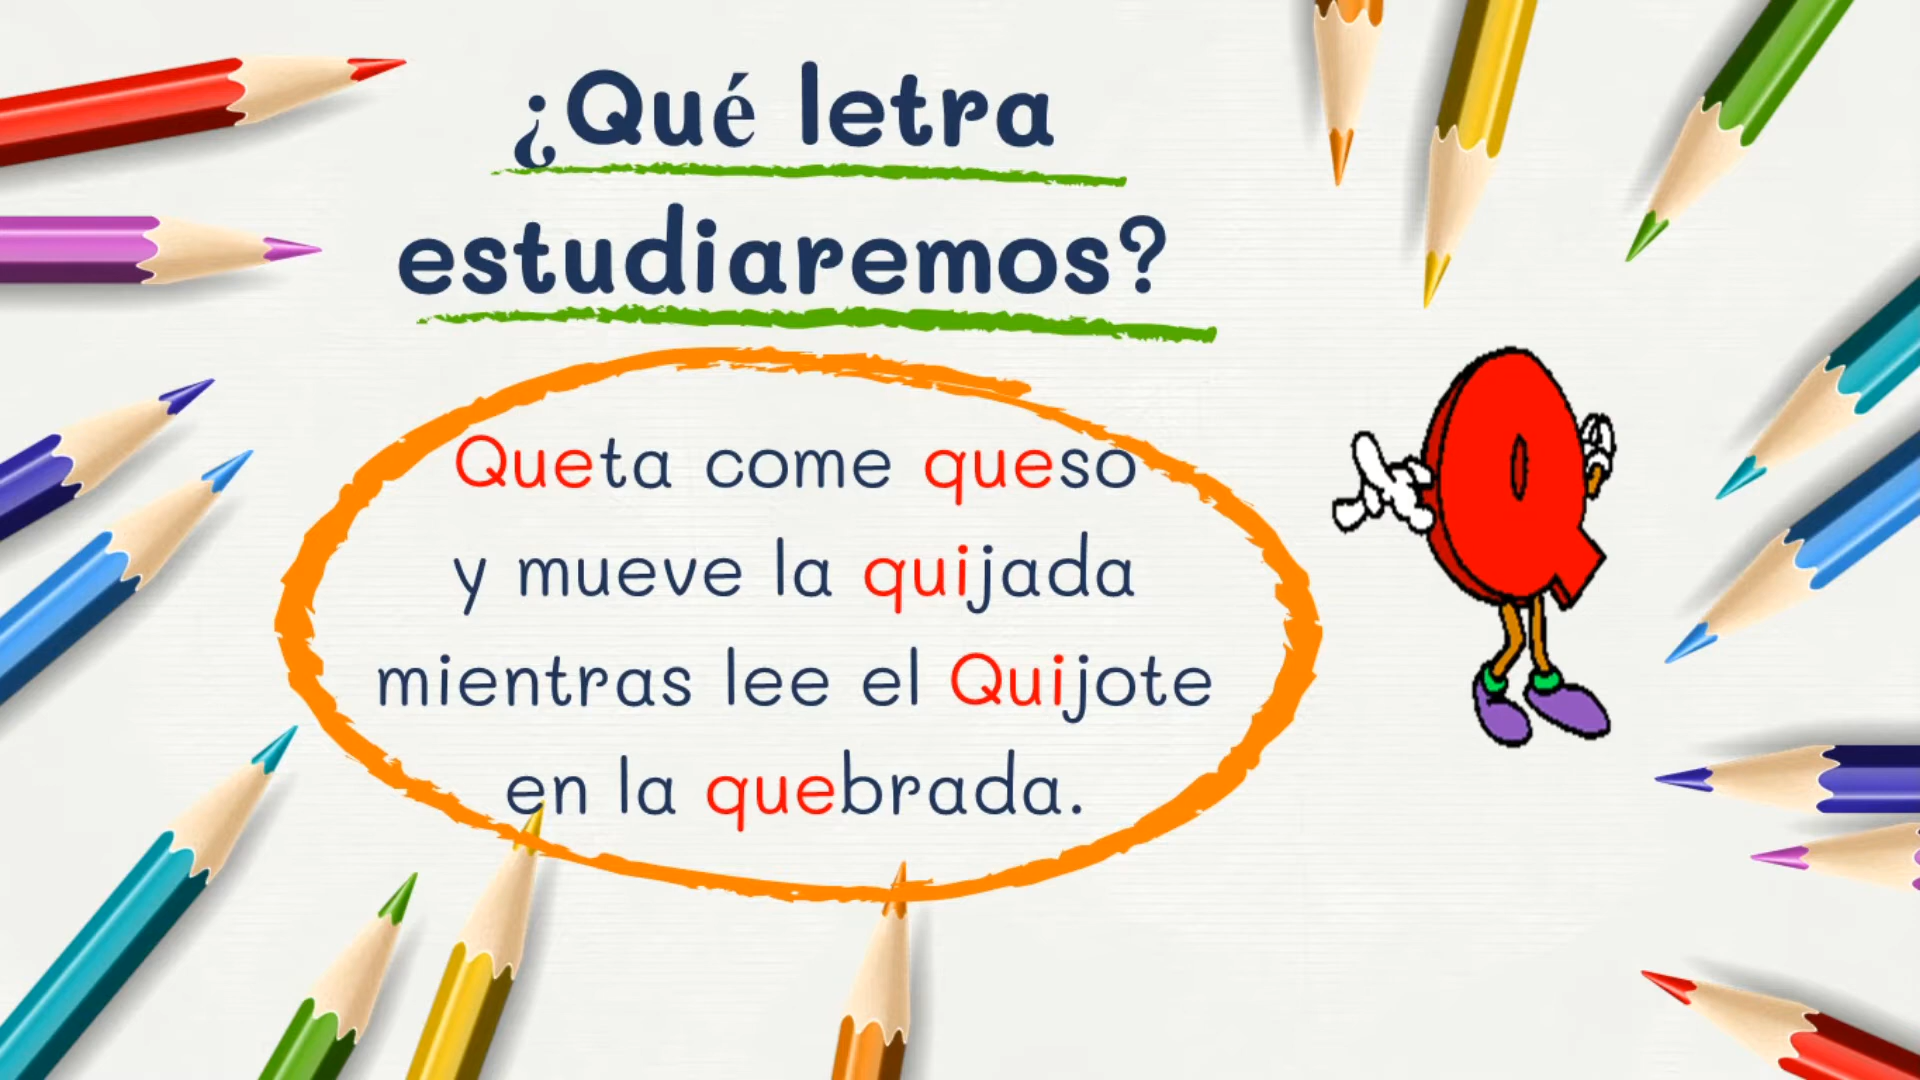 ¿Qué letra
estudiaremos?
Queta come queso
y mueve la quijada
mientras lee el Quijote
en la quebrada.
Q